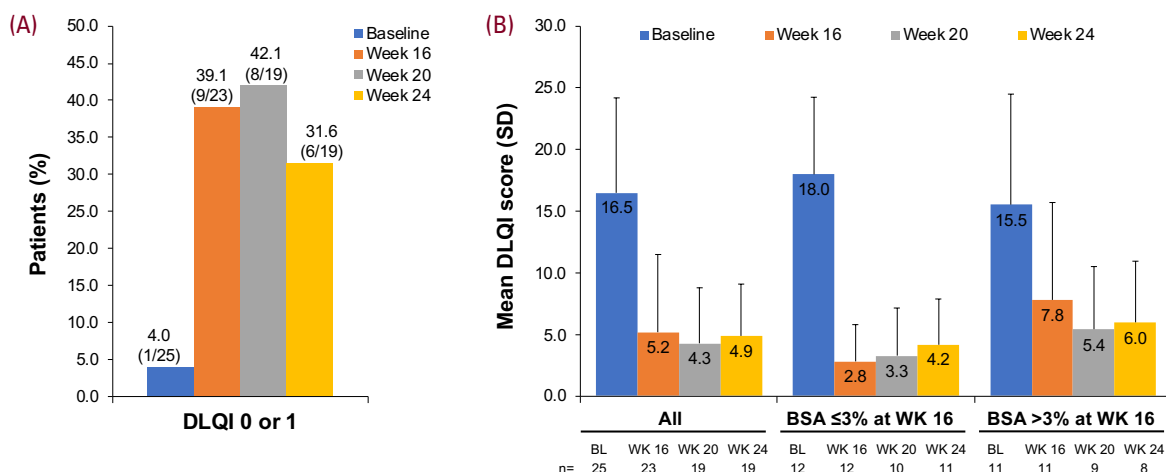 (A)
Patients (%)
50.0
45.0
40.0
35.0
30.0
25.0
20.0
15.0
10.0
5.0
0.0
4.0
(1/25)
39.1
(9/23)
42.1
(8/19)
31.6
(6/19)
Baseline
Week 16
Week 20
Week 24
DLQI 0 or 1
(B)
Mean DLQI score (SD)
30.0
25.0
20.0
15.0
10.0
5.0
0.0
Baseline Week 16 Week 20 Week 24
16.5 5.2 4.3 4.9
18.0 2.8 3.3 4.2
15.5 7.8 5.4 6.0
All BSA ≤3% at WK 16 BSA >3% at WK 16
BL WK 16 WK 20 WK 24 BL WK 16 WK 20 WK 24 BL WK 16 WK 20 WK 24
n= 25 23 19 19 12 12 10 11 11 11 9 8